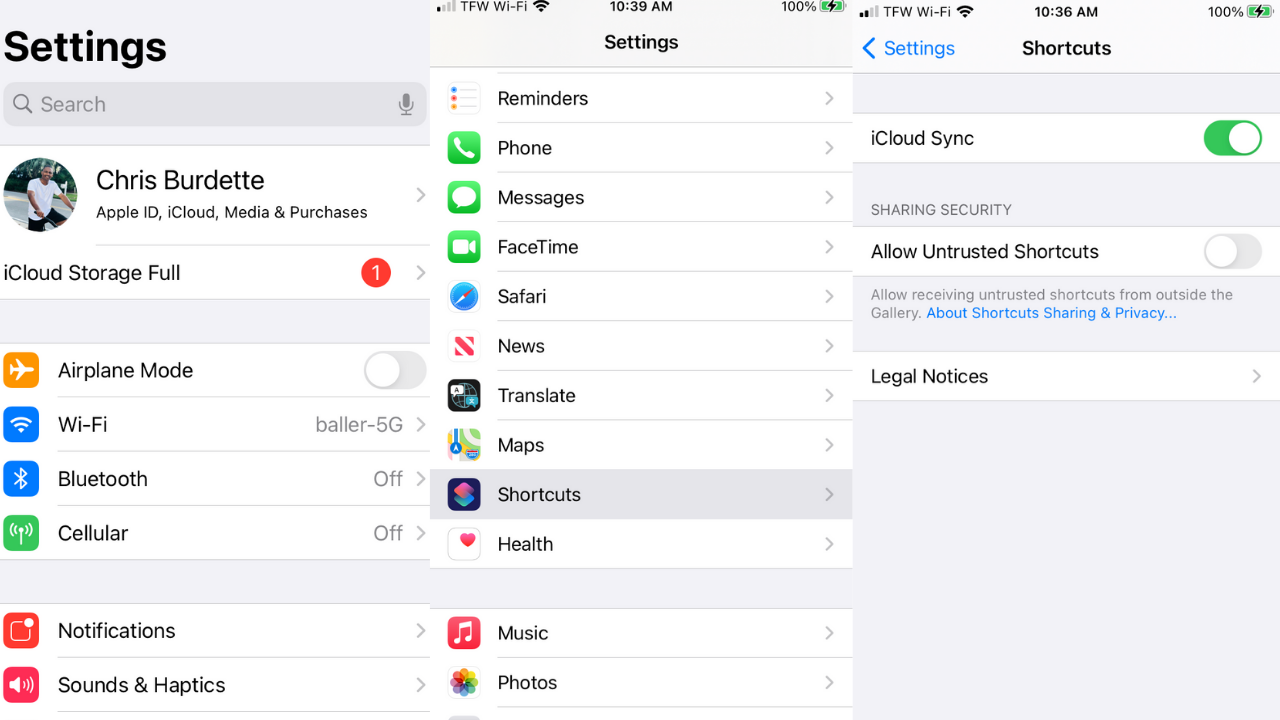 Settings
Search
Chris Burdette
Apple ID, iCloud, Media & Purchases
iCloud Storage Full 1
Airplane Mode
Wi-Fi baller-5G
Bluetooth Off
Cellular Off
Notifications
Sounds & Haptics
TFW Wi-Fi 10:39 AM 100%
Settings
Reminders
Phone
Messages
FaceTime
Safari
News
Translate
Maps
Shortcuts
Health
Music
Photos
TFW Wi-Fi 10:36 AM 100%
Settings Shortcuts
iCloud Sync
SHARING SECURITY
Allow Untrusted Shortcuts
Allow receiving untrusted shortcuts from outside the
Gallery. About Shortcuts Sharing & Privacy...
Legal Notices